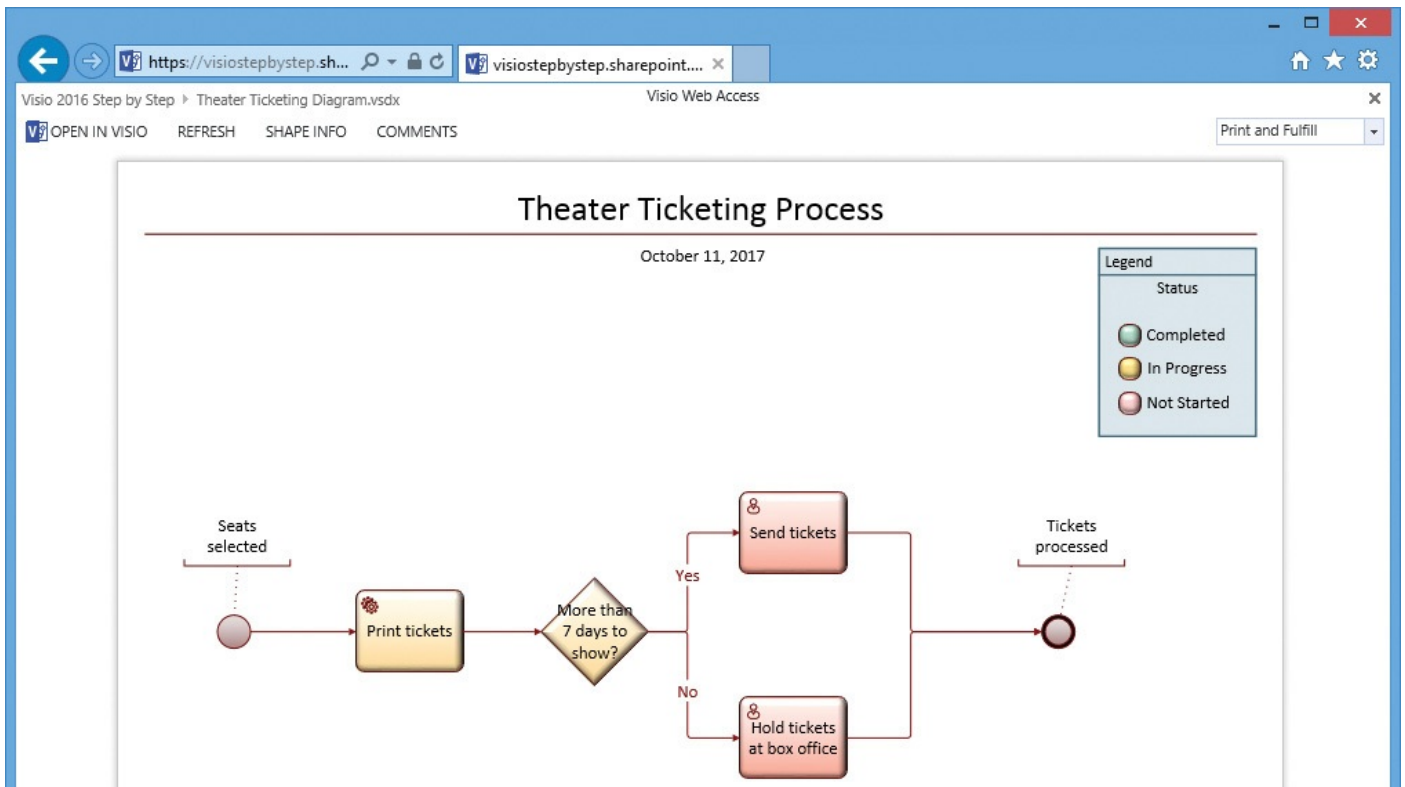 https://visiostepbystep.sh...
visiostepbystep.sharepoint....
Visio 2016 Step by Step
Theater Ticketing Diagram.vsdx
Visio Web Access
OPEN IN VISIO
REFRESH
SHAPE INFO
COMMENTS
Print and Fulfill
Theater Ticketing Process
October 11, 2017
Legend
Status
Completed
In Progress
Not Started
Seats
selected
Print tickets
More than
7 days to
show?
Yes
Send tickets
No
Hold tickets
at box office
Tickets
processed